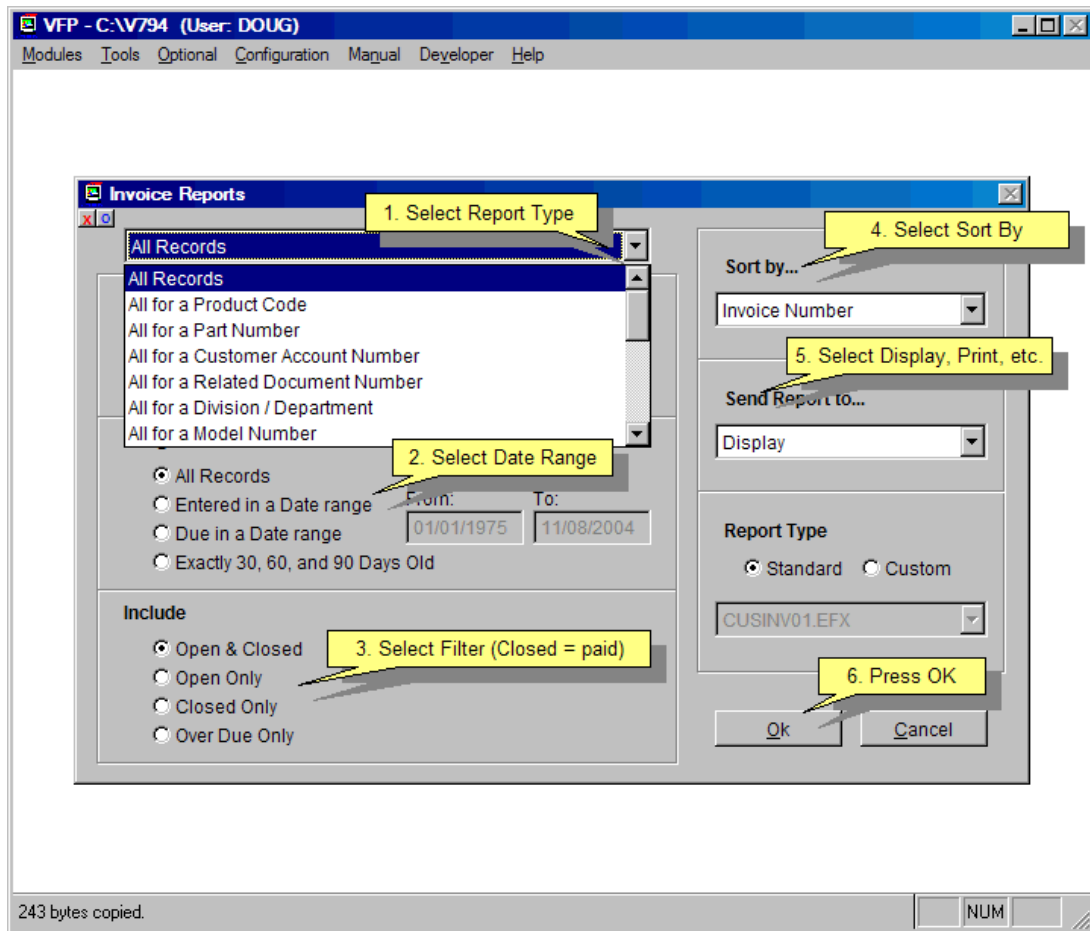 VFP - C:\V794 (User: DOUG)
Modules Tools Optional Configuration Manual Developer Help
Invoice Reports
X O
1. Select Report Type
All Records
All Records
All for a Product Code
All for a Part Number
All for a Customer Account Number
All for a Related Document Number
All for a Division / Department
All for a Model Number
2. Select Date Range
All Records
Entered in a Date range
Due in a Date range
Exactly 30, 60, and 90 Days Old
From: To:
01/01/1975 11/08/2004
Include
3. Select Filter (Closed = paid)
Open & Closed
Open Only
Closed Only
Over Due Only
4. Select Sort By
Sort by...
Invoice Number
5. Select Display, Print, etc.
Send Report to...
Display
Report Type
Standard Custom
CUSINV01.EFX
6. Press OK
Ok Cancel
243 bytes copied. NUM